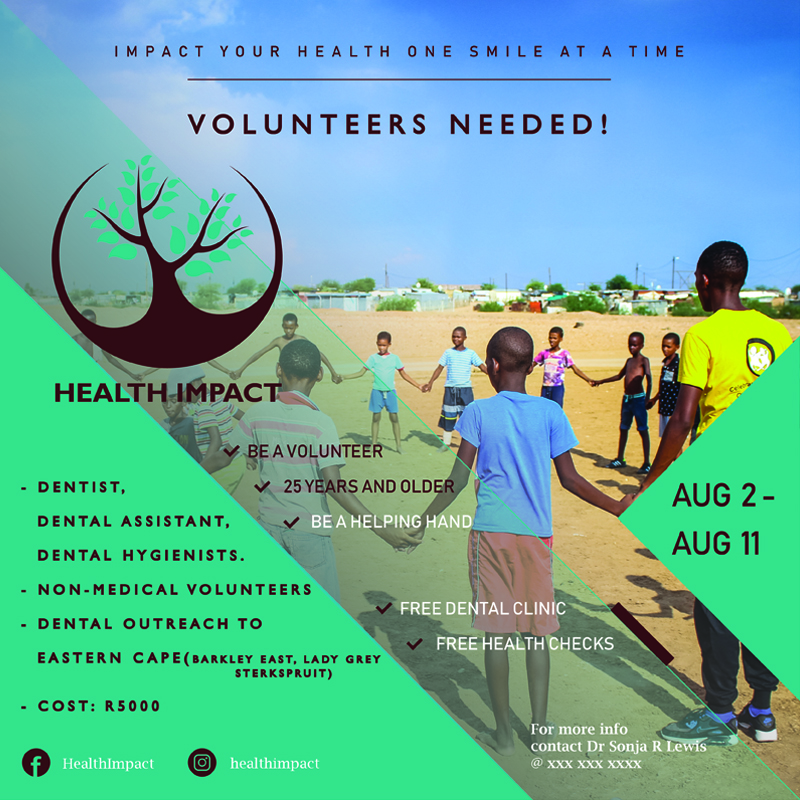 IMPACT YOUR HEALTH ONE SMILE AT A TIME
VOLUNTEERS NEEDED!
HEALTH IMPACT
✓ BE A VOLUNTEER
✓ 25 YEARS AND OLDER
✓ BE A HELPING HAND
- DENTIST,
DENTAL ASSISTANT,
DENTAL HYGIENISTS.
- NON-MEDICAL VOLUNTEERS
- DENTAL OUTREACH TO
EASTERN CAPE(BARKLEY EAST, LADY GREY
STERKSPRUIT)
- COST: R5000
AUG 2 -
AUG 11
✓ FREE DENTAL CLINIC
✓ FREE HEALTH CHECKS
For more info
contact Dr Sonja R Lewis
@ xxx xxx xxxx
HealthImpact
healthimpact